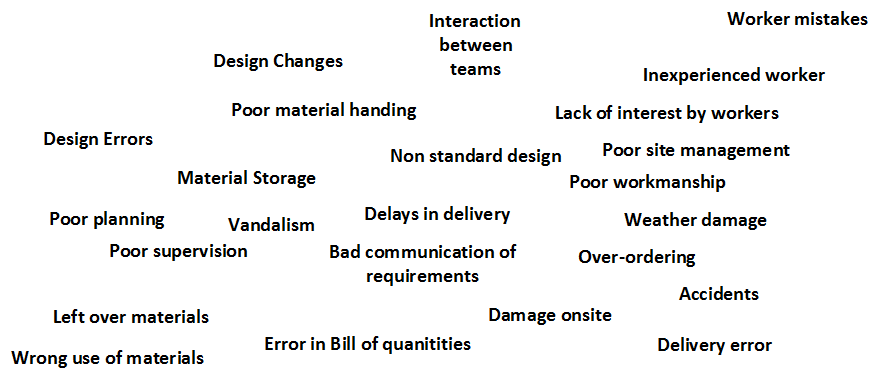 Interaction
between
teams
Worker mistakes
Design Changes
Inexperienced worker
Poor material handing
Lack of interest by workers
Design Errors
Non standard design
Poor site management
Material Storage
Poor workmanship
Poor planning
Vandalism
Delays in delivery
Weather damage
Poor supervision
Bad communication of
requirements
Over-ordering
Accidents
Left over materials
Damage onsite
Wrong use of materials
Error in Bill of quanitities
Delivery error